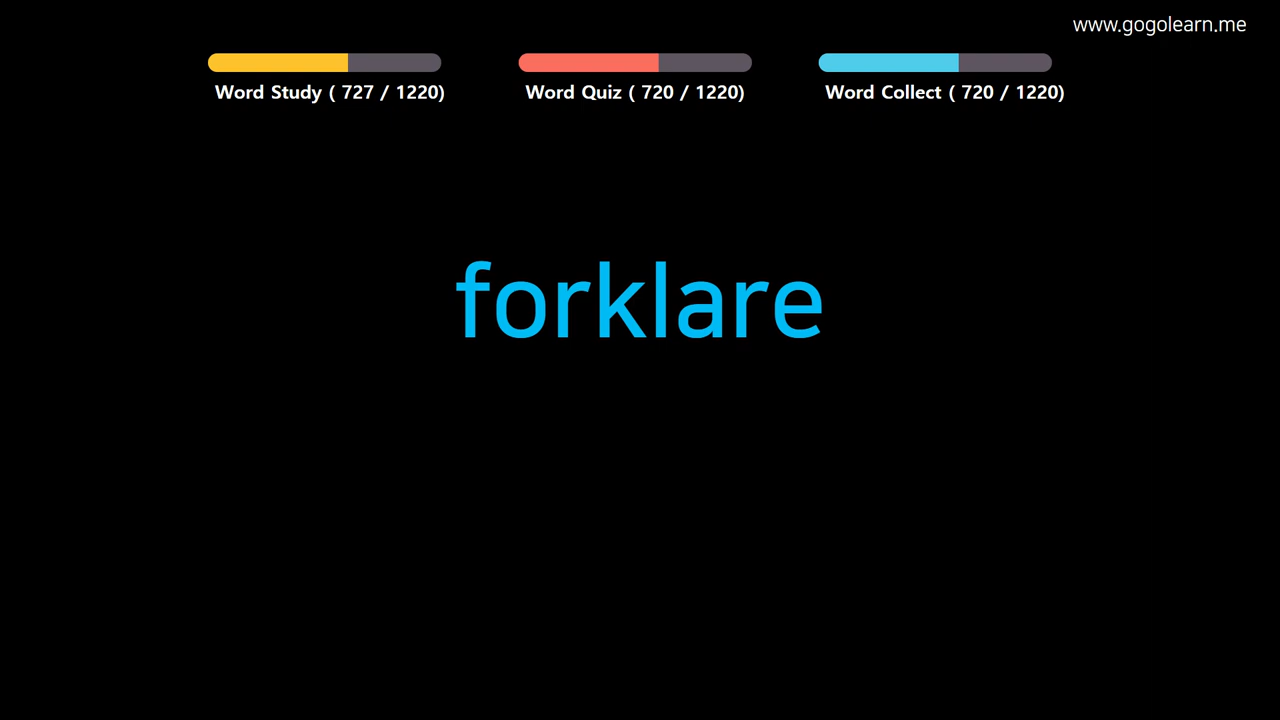 www.gogolearn.me
Word Study ( 727 / 1220)
Word Quiz ( 720 / 1220)
Word Collect ( 720 / 1220)
forklare